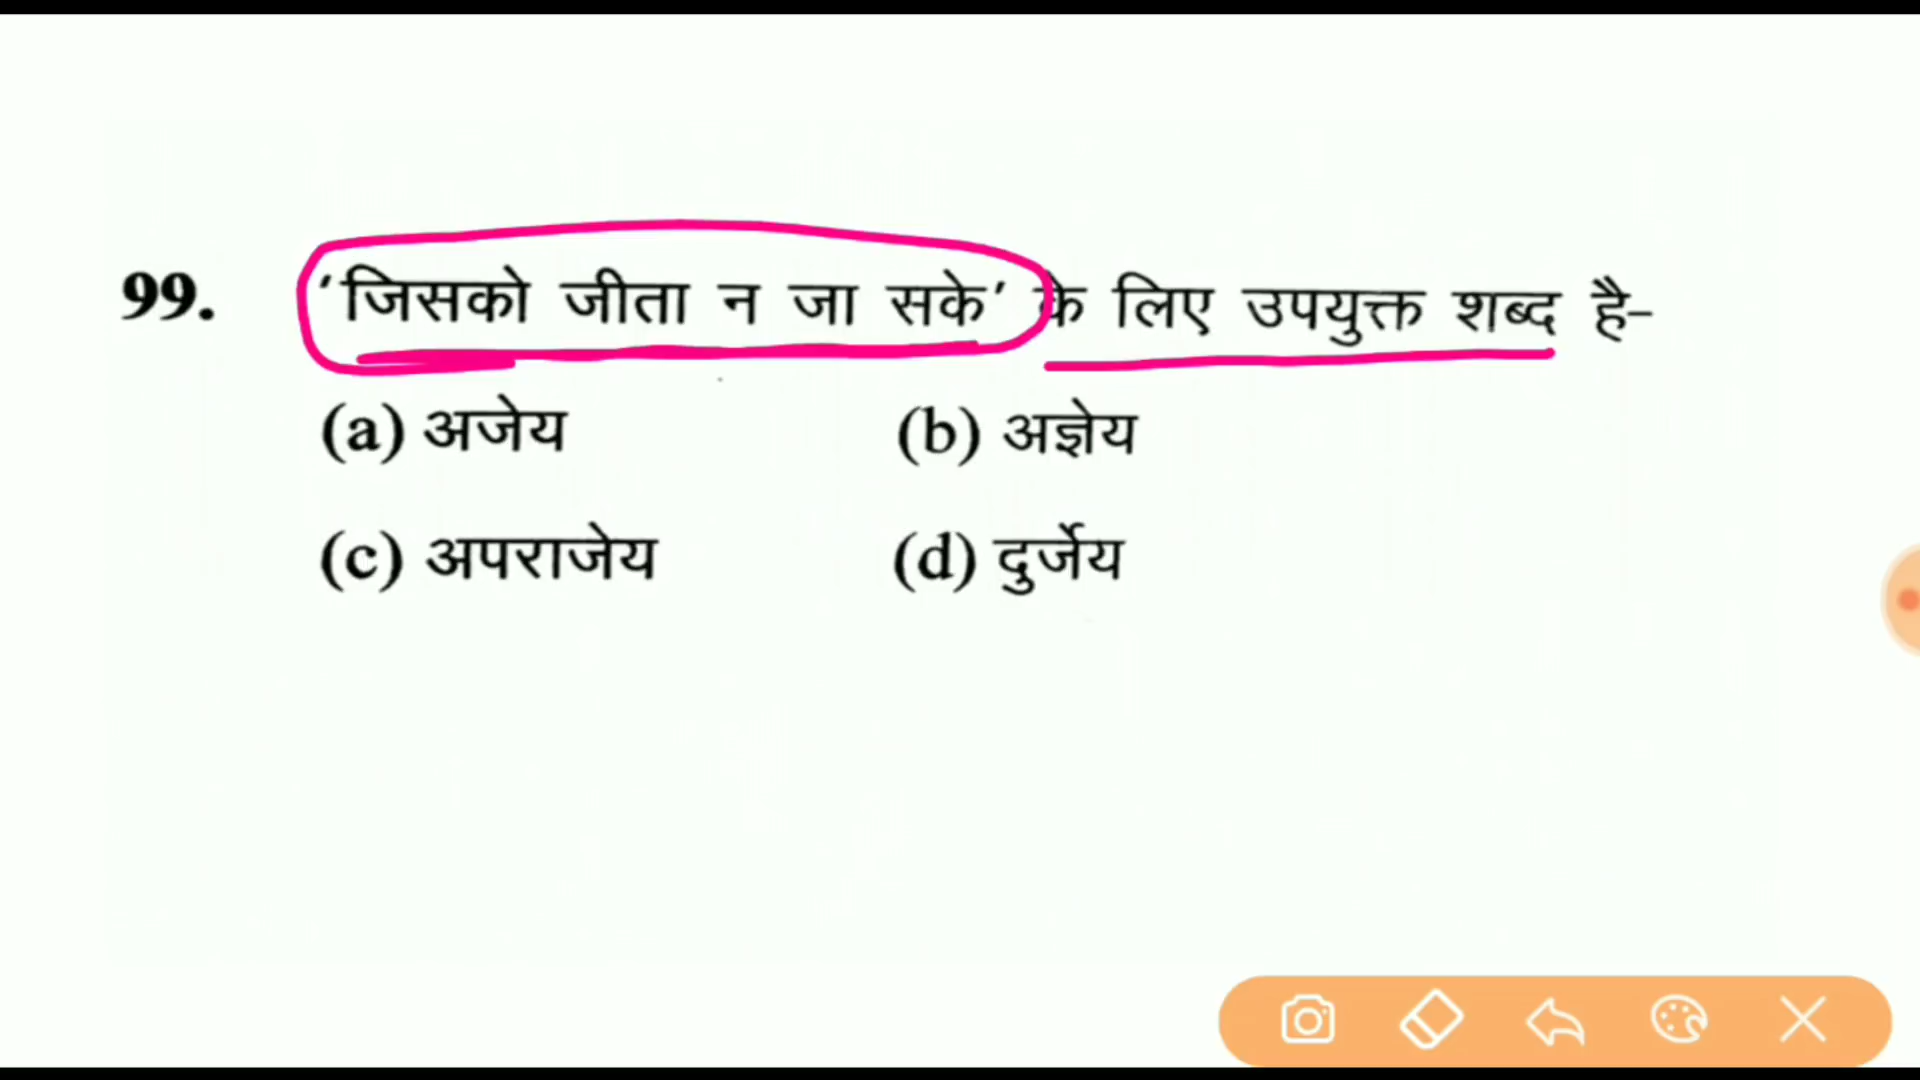 99. 'जिसको जीता न जा सके' के लिए उपयुक्त शब्द है-
(a) अजेय (b) अज्ञेय
(c) अपराजेय (d) दुर्जेय